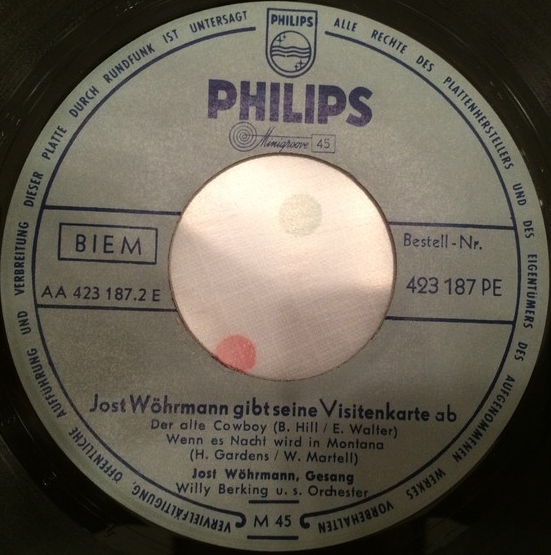 ALLE RECHTE DES PLATTENHERSTELLERS UND DES EIGENTÜMERS DES AUFGENOMMENEN WERKES VORBEHALTEN
VERVIELFÄLTIGUNG, ÖFFENTLICHE AUFFÜHRUNG UND VERBREITUNG DIESER PLATTE DURCH RUNDFUNK IST UNTERSAGT
PHILIPS
PHILIPS
Minigroove 45
BIEM
Bestell-Nr.
AA 423 187.2 E
423 187 PE
Jost Wöhrmann gibt seine Visitenkarte ab
Der alte Cowboy (B. Hill / E. Walter)
Wenn es Nacht wird in Montana
(H. Gardens / W. Martell)
Jost Wöhrmann, Gesang
Willy Berking u. s. Orchester
M 45